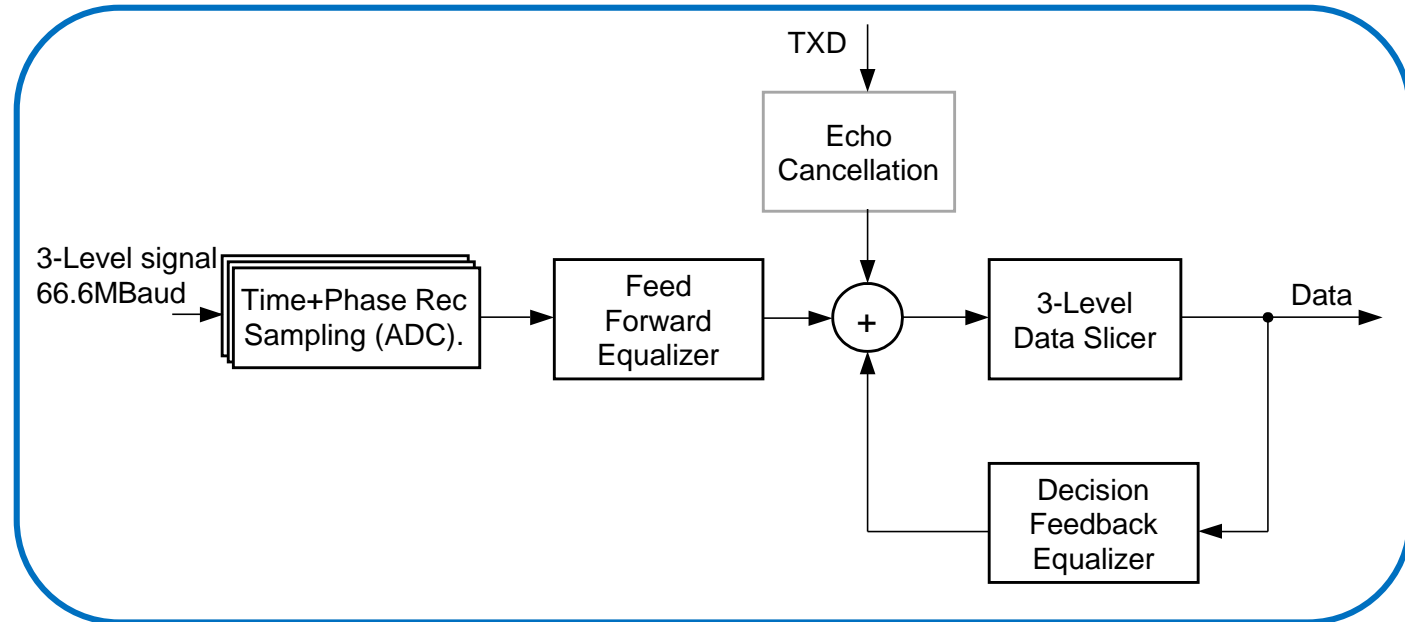 TXD
Echo
Cancellation
3-Level signal
66.6MBaud
Time+Phase Rec
Sampling (ADC).
Feed
Forward
Equalizer
+
3-Level
Data Slicer
Data
Decision
Feedback
Equalizer